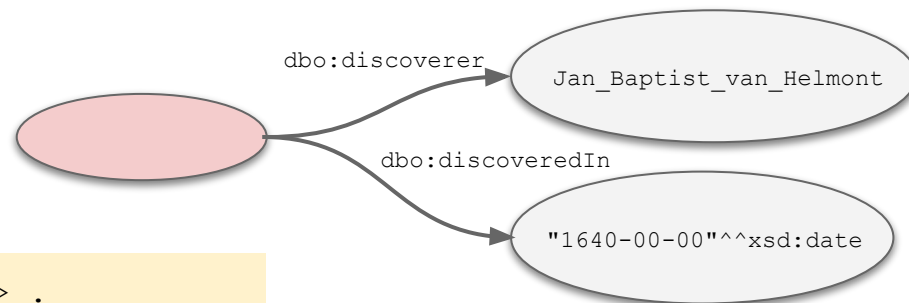 dbo:discoverer
Jan_Baptist_van_Helmont
dbo:discoveredIn
"1640-00-00"^^xsd:date
> .